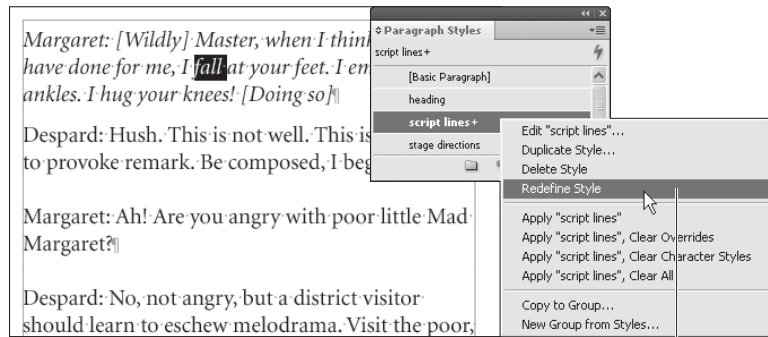 Margaret: [Wildly] Master, when I think
have done for me, I fall at your feet. I em
ankles. I hug your knees! [Doing so]¶
Despard: Hush. This is not well. This is
to provoke remark. Be composed, I beg
Margaret: Ah! Are you angry with poor little Mad
Margaret?¶
Despard: No, not angry, but a district visitor
should learn to eschew melodrama. Visit the poor,
Paragraph Styles
script lines+
[Basic Paragraph]
heading
script lines+
stage directions
Edit "script lines"...
Duplicate Style...
Delete Style
Redefine Style
Apply "script lines"
Apply "script lines", Clear Overrides
Apply "script lines", Clear Character Styles
Apply "script lines", Clear All
Copy to Group...
New Group from Styles...